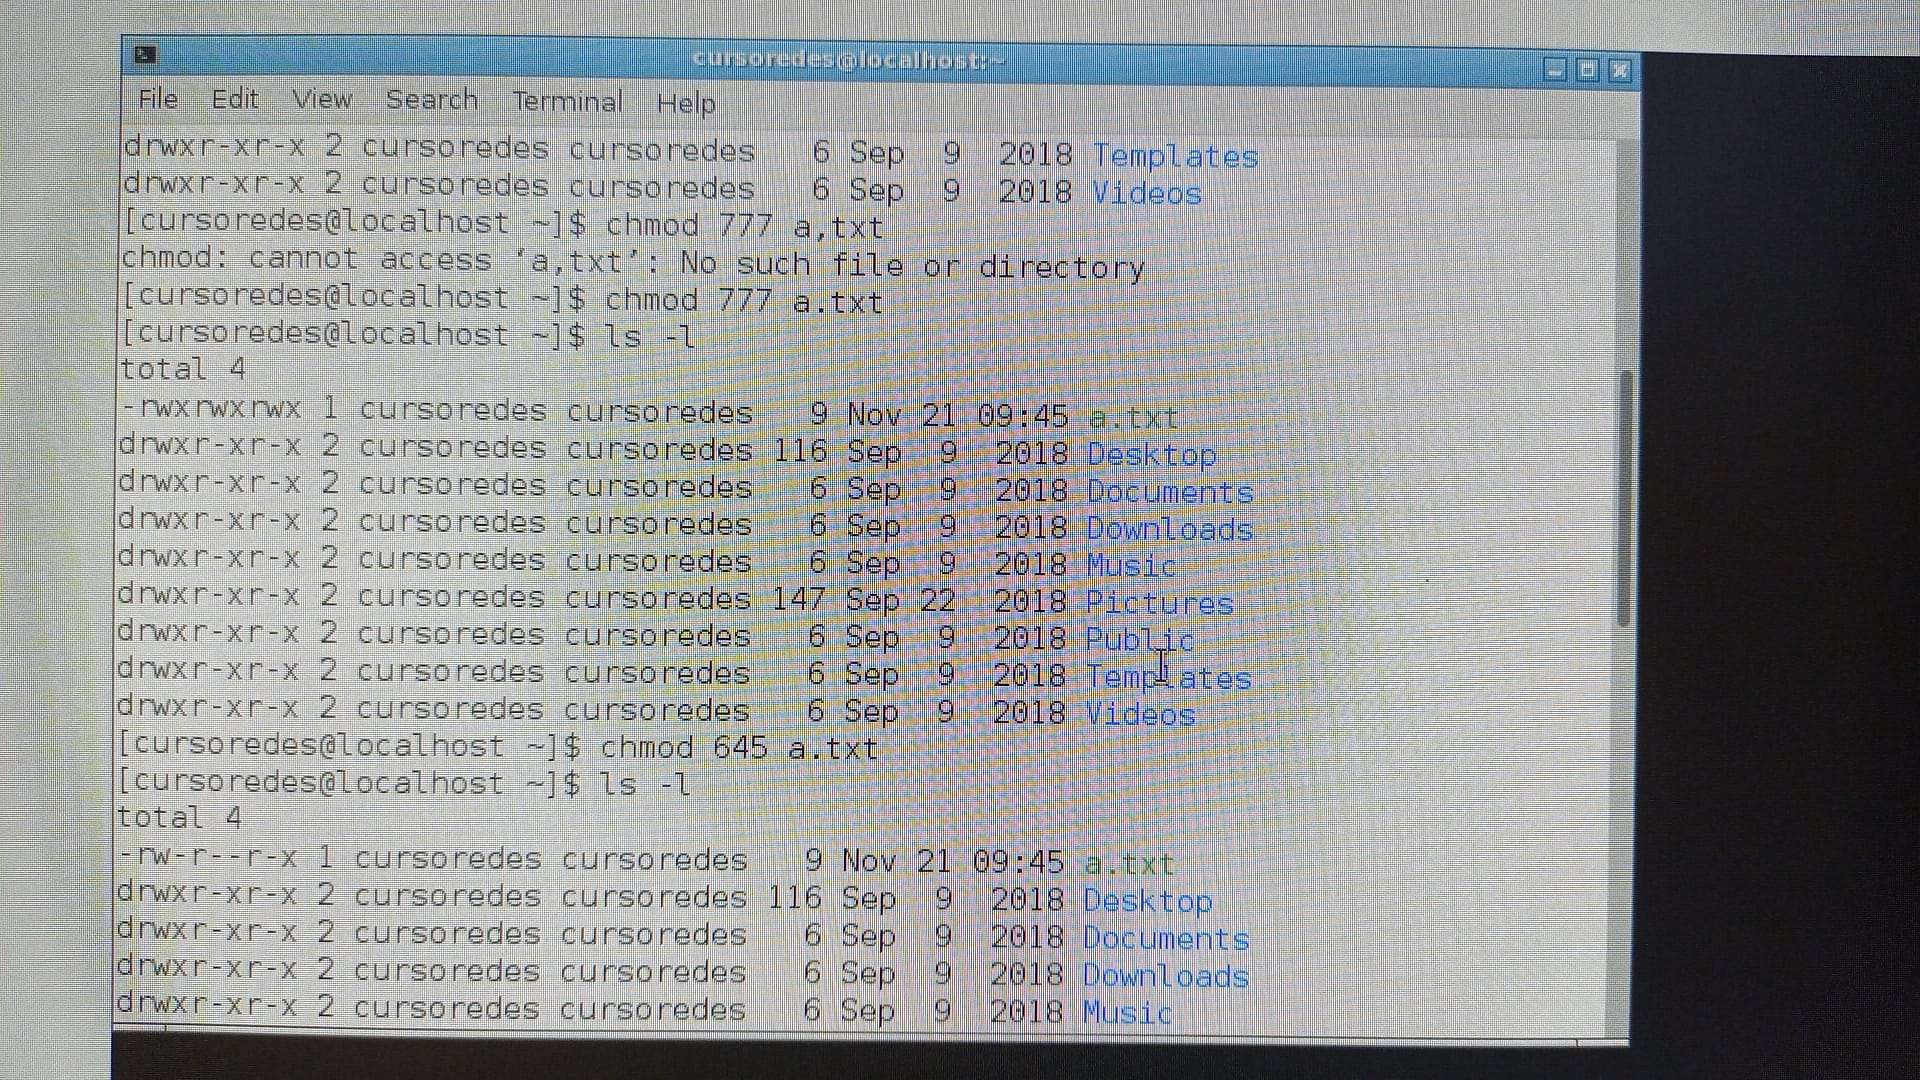 cursoredes@localhost:~
File Edit View Search Terminal Help
drwxr-xr-x 2 cursoredes cursoredes   6 Sep  9  2018 Templates
drwxr-xr-x 2 cursoredes cursoredes   6 Sep  9  2018 Videos
[cursoredes@localhost ~]$ chmod 777 a,txt
chmod: cannot access ‘a,txt’: No such file or directory
[cursoredes@localhost ~]$ chmod 777 a.txt
[cursoredes@localhost ~]$ ls -l
total 4
-rwxrwxrwx 1 cursoredes cursoredes   9 Nov 21 09:45 a.txt
drwxr-xr-x 2 cursoredes cursoredes 116 Sep  9  2018 Desktop
drwxr-xr-x 2 cursoredes cursoredes   6 Sep  9  2018 Documents
drwxr-xr-x 2 cursoredes cursoredes   6 Sep  9  2018 Downloads
drwxr-xr-x 2 cursoredes cursoredes   6 Sep  9  2018 Music
drwxr-xr-x 2 cursoredes cursoredes 147 Sep 22  2018 Pictures
drwxr-xr-x 2 cursoredes cursoredes   6 Sep  9  2018 Public
drwxr-xr-x 2 cursoredes cursoredes   6 Sep  9  2018 Templates
drwxr-xr-x 2 cursoredes cursoredes   6 Sep  9  2018 Videos
[cursoredes@localhost ~]$ chmod 645 a.txt
[cursoredes@localhost ~]$ ls -l
total 4
-rw-r--r-x 1 cursoredes cursoredes   9 Nov 21 09:45 a.txt
drwxr-xr-x 2 cursoredes cursoredes 116 Sep  9  2018 Desktop
drwxr-xr-x 2 cursoredes cursoredes   6 Sep  9  2018 Documents
drwxr-xr-x 2 cursoredes cursoredes   6 Sep  9  2018 Downloads
drwxr-xr-x 2 cursoredes cursoredes   6 Sep  9  2018 Music